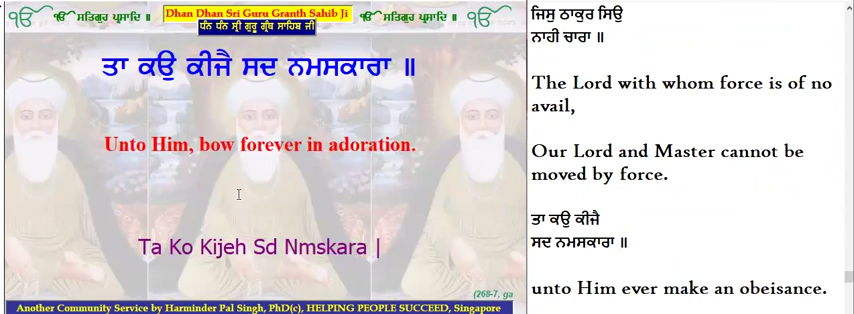 ੴ ੴ ਸਤਿਗੁਰ ਪ੍ਰਸਾਦਿ ॥
Dhan Dhan Sri Guru Granth Sahib Ji
ਧੰਨ ਧੰਨ ਸ੍ਰੀ ਗੁਰੂ ਗ੍ਰੰਥ ਸਾਹਿਬ ਜੀ
ੴ ਸਤਿਗੁਰ ਪ੍ਰਸਾਦਿ ॥ ੴ
ਤਾ ਕਉ ਕੀਜੈ ਸਦ ਨਮਸਕਾਰਾ ॥
Unto Him, bow forever in adoration.
Ta Ko Kijeh Sd Nmskara |
(268-7, ga
Another Community Service by Harminder Pal Singh, PhD(c), HELPING PEOPLE SUCCEED, Singapore
ਜਿਸੁ ਠਾਕੁਰ ਸਿਉ
ਨਾਹੀ ਚਾਰਾ ॥
The Lord with whom force is of no
avail,
Our Lord and Master cannot be
moved by force.
ਤਾ ਕਉ ਕੀਜੈ
ਸਦ ਨਮਸਕਾਰਾ ॥
unto Him ever make an obeisance.